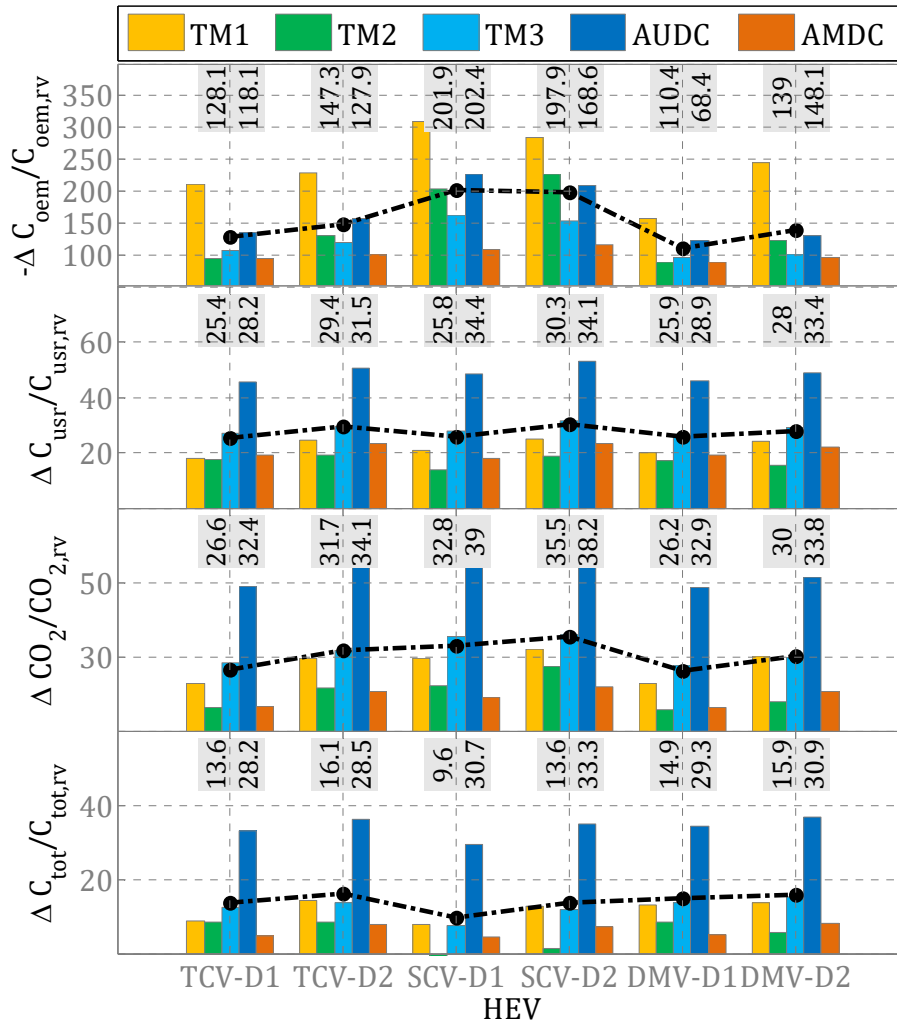 TM1 TM2 TM3 AUDC AMDC
-Δ C_oem/C_oem,rv
350
300
250
200
150
100
128.1 147.3 201.9 197.9 110.4 139
118.1 127.9 202.4 168.6 68.4 148.1
Δ C_usr/C_usr,rv
60
40
20
25.4 29.4 25.8 30.3 25.9 28
28.2 31.5 34.4 34.1 28.9 33.4
Δ CO_2/CO_2,rv
50
30
26.6 31.7 32.8 35.5 26.2 30
32.4 34.1 39 38.2 32.9 33.8
Δ C_tot/C_tot,rv
40
20
13.6 16.1 9.6 13.6 14.9 15.9
28.2 28.5 30.7 33.3 29.3 30.9
TCV-D1 TCV-D2 SCV-D1 SCV-D2 DMV-D1 DMV-D2
HEV